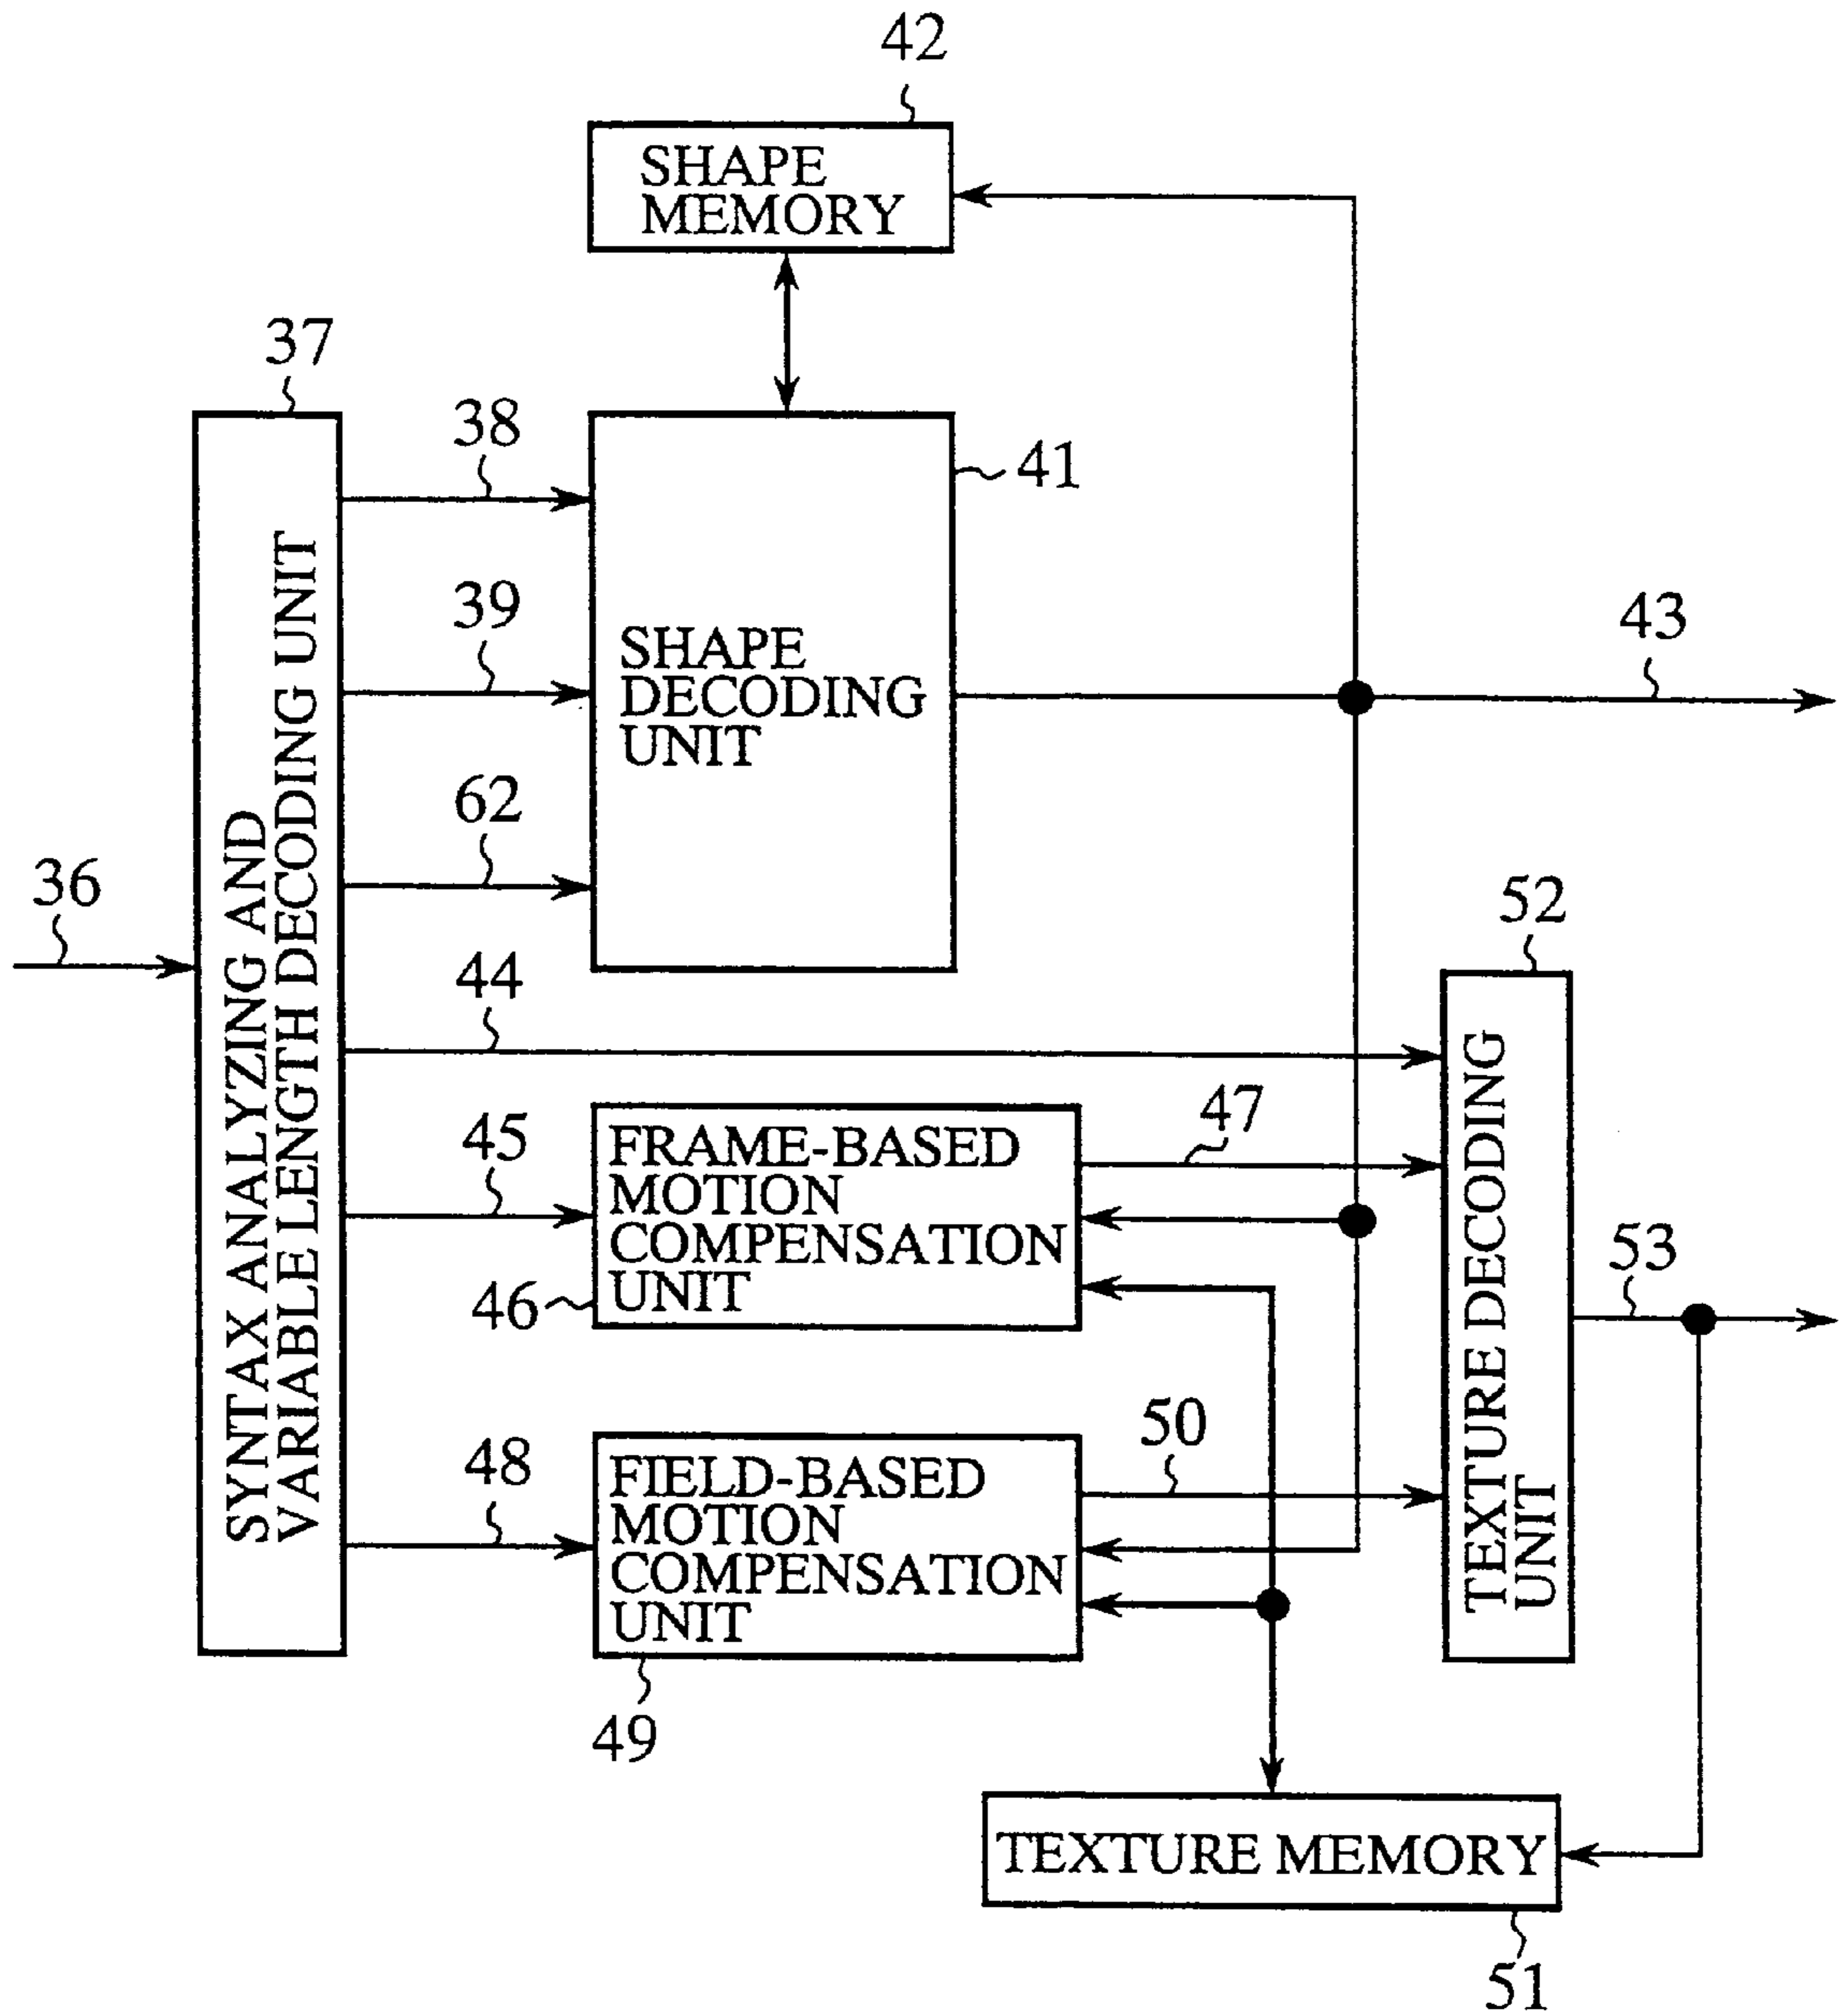 42
SHAPE
MEMORY
37
38
41
39
SHAPE
DECODING
UNIT
43
62
36
SYNTAX ANALYZING AND
VARIABLE LENGTH DECODING UNIT
52
44
45
FRAME-BASED
MOTION
COMPENSATION
UNIT
46
47
TEXTURE DECODING
UNIT
53
48
FIELD-BASED
MOTION
COMPENSATION
UNIT
50
49
TEXTURE MEMORY
51